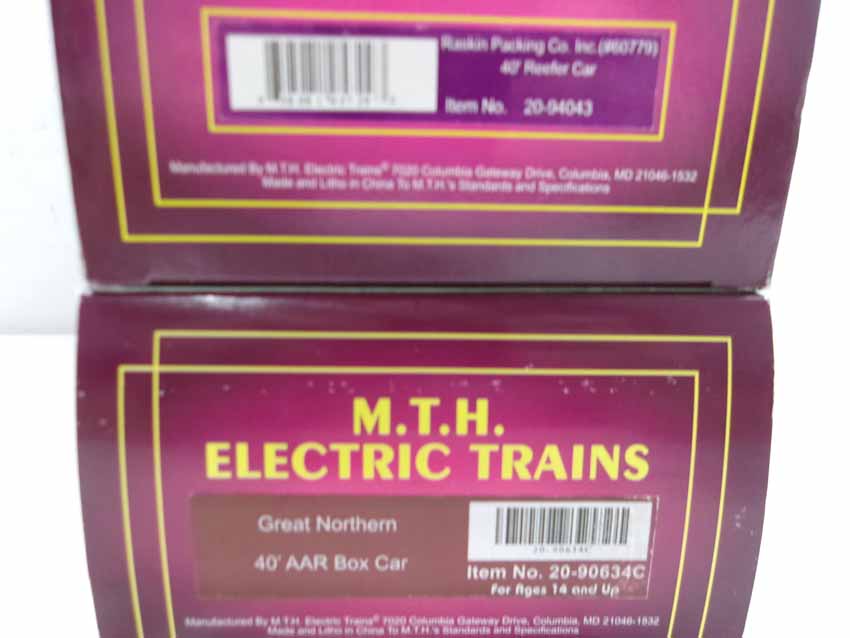 Raskin Packing Co. Inc.(#60779)
40' Reefer Car
Item No. 20-94043
Manufactured By M.T.H. Electric Trains® 7020 Columbia Gateway Drive, Columbia, MD 21046-1532
Made and Litho in China To M.T.H.'s Standards and Specifications
M.T.H.
ELECTRIC TRAINS
Great Northern
40' AAR Box Car
20-90634C
Item No. 20-90634C
For Ages 14 and Up
Manufactured By M.T.H. Electric Trains® 7020 Columbia Gateway Drive, Columbia, MD 21046-1532
Made and Litho in China To M.T.H.'s Standards and Specifications